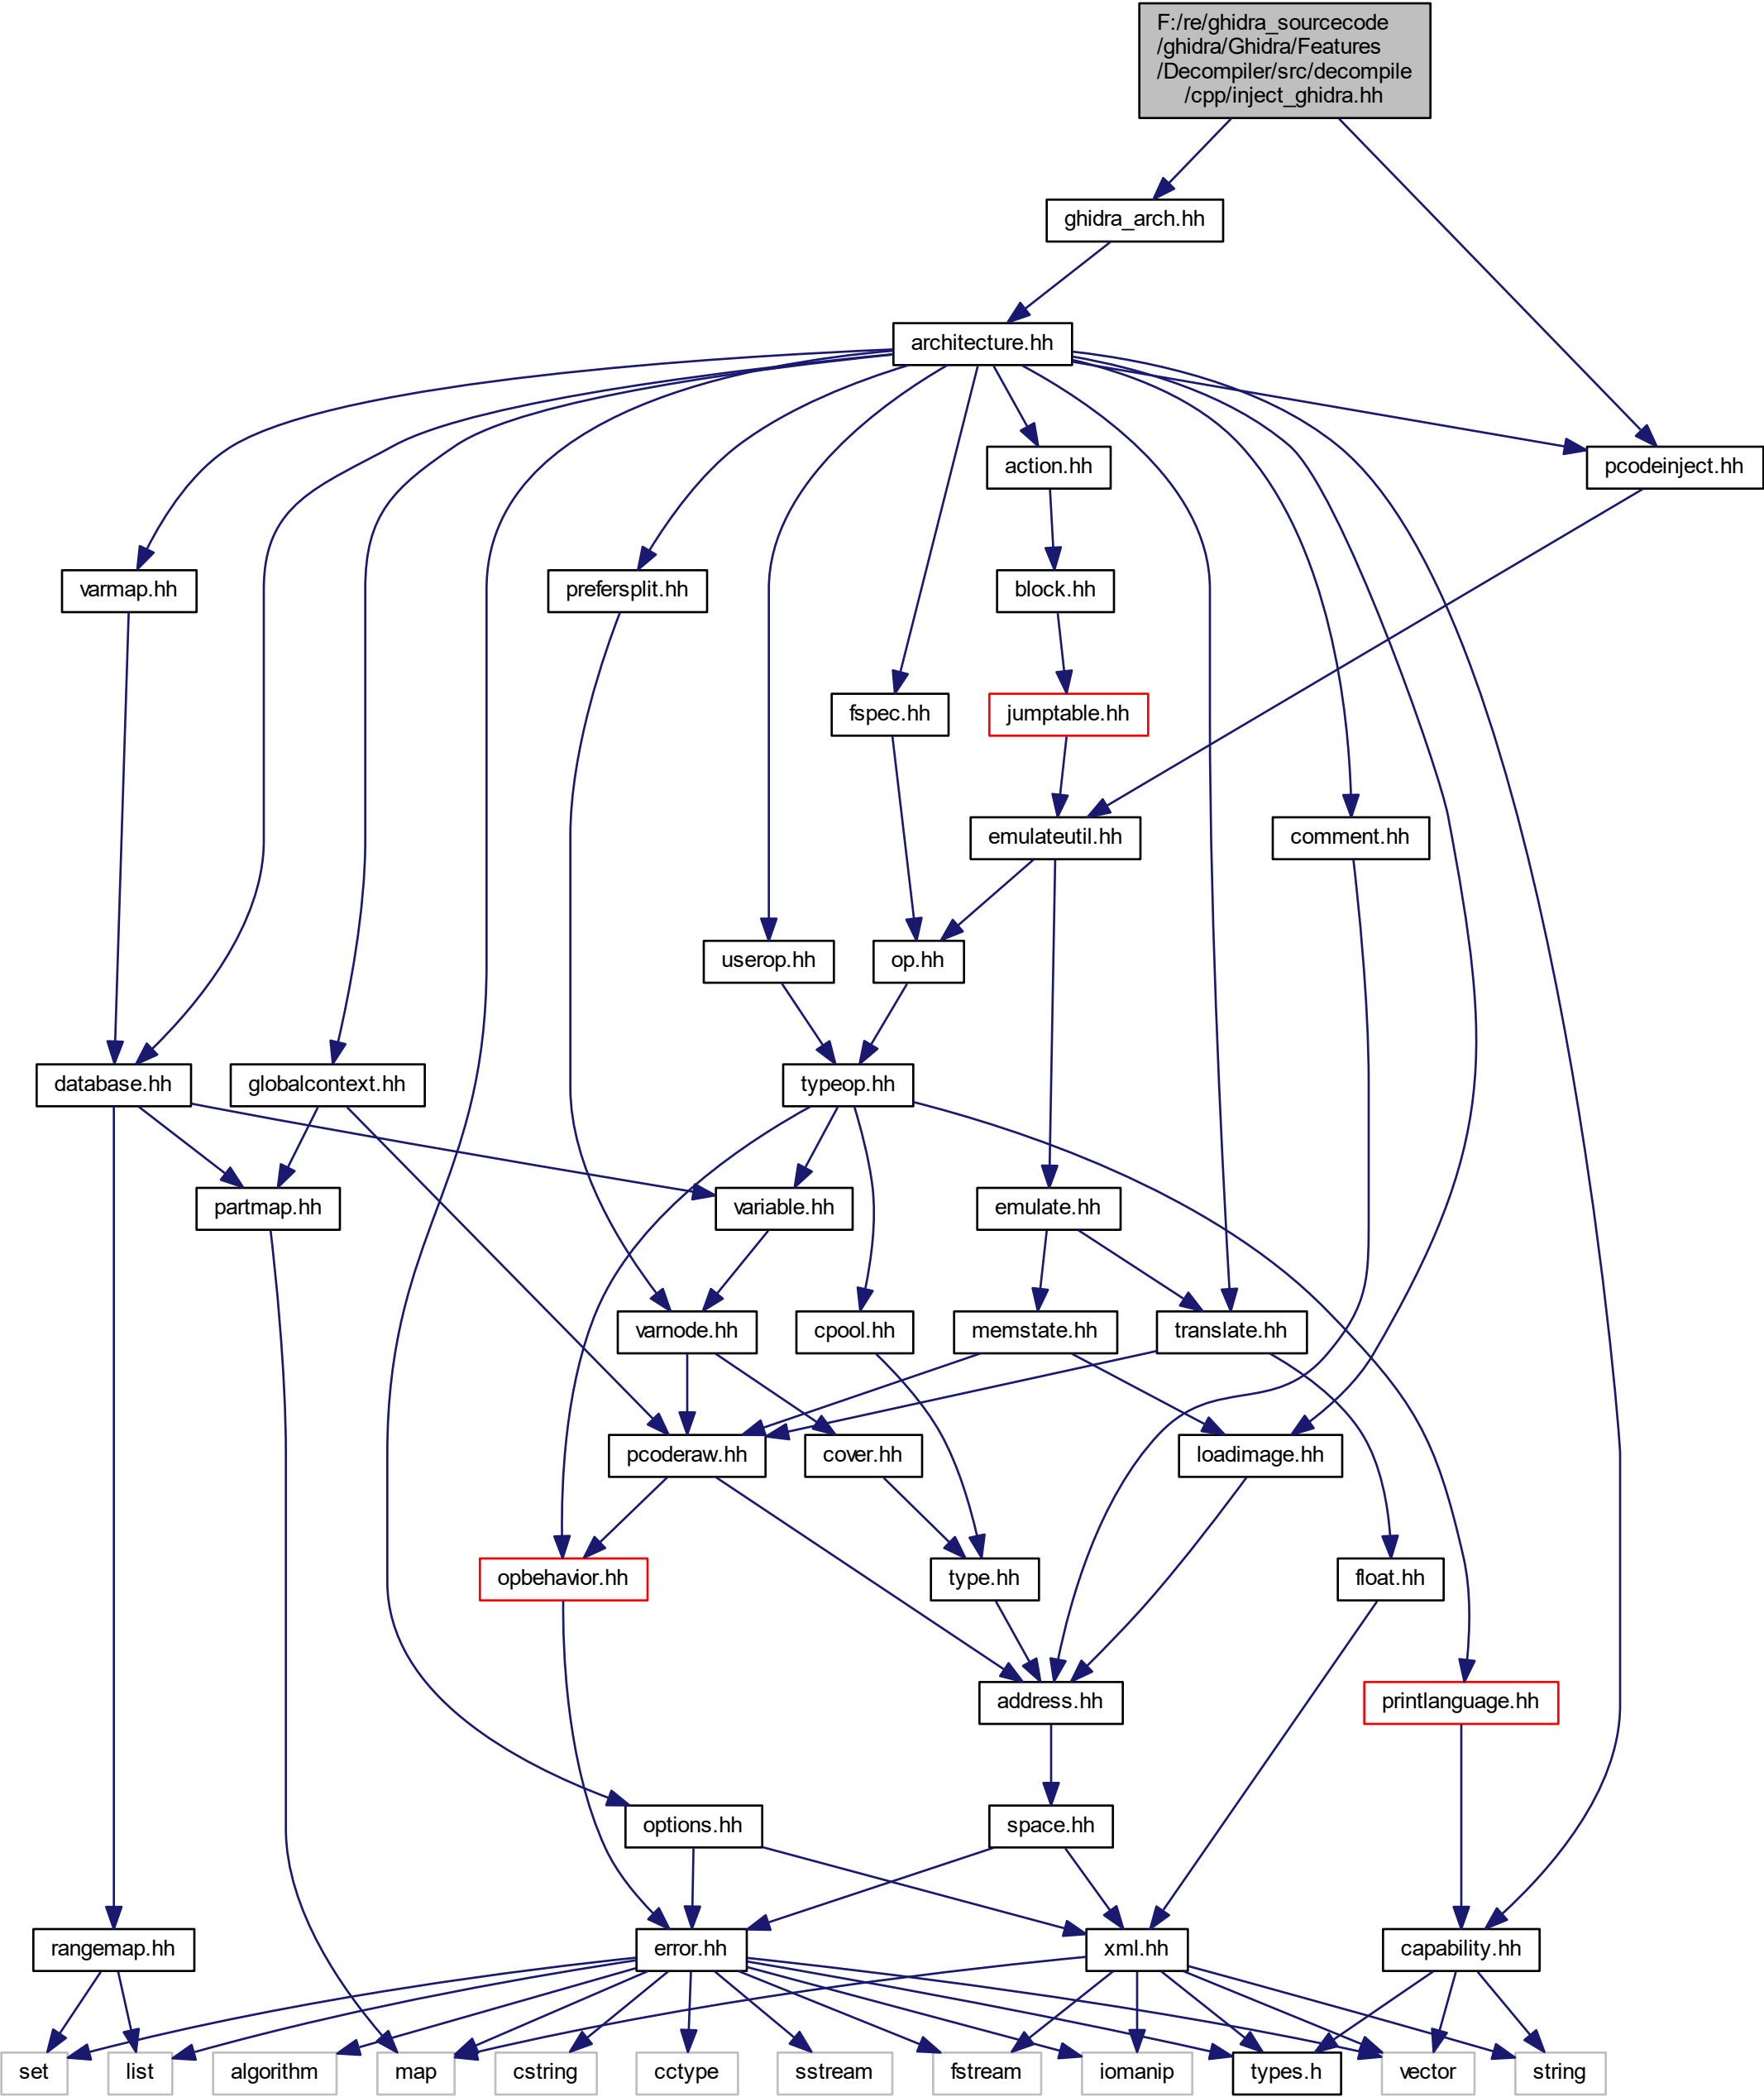 F:/re/ghidra_sourcecode
/ghidra/Ghidra/Features
/Decompiler/src/decompile
/cpp/inject_ghidra.hh
ghidra_arch.hh
architecture.hh
action.hh
pcodeinject.hh
varmap.hh
prefersplit.hh
block.hh
fspec.hh
jumptable.hh
emulateutil.hh
comment.hh
userop.hh
op.hh
database.hh
globalcontext.hh
typeop.hh
partmap.hh
variable.hh
emulate.hh
varnode.hh
cpool.hh
memstate.hh
translate.hh
pcoderaw.hh
cover.hh
loadimage.hh
opbehavior.hh
type.hh
float.hh
address.hh
printlanguage.hh
options.hh
space.hh
rangemap.hh
error.hh
xml.hh
capability.hh
set
list
algorithm
map
cstring
cctype
sstream
fstream
iomanip
types.h
vector
string